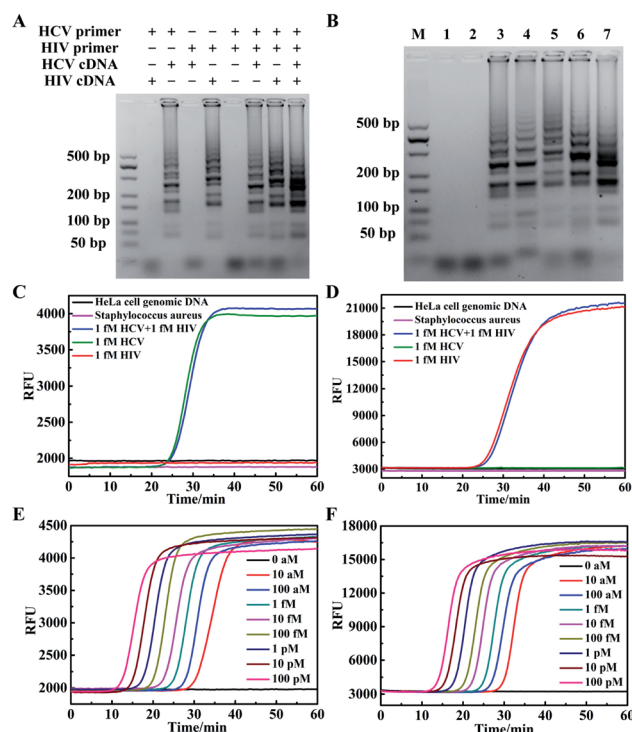 A
HCV primer + + − − + + + +
HIV primer − − + + + + + +
HCV cDNA − + + − − + − +
HIV cDNA + − − + − − + +
500 bp
200 bp
100 bp
50 bp
B
M 1 2 3 4 5 6 7
500 bp
200 bp
100 bp
50 bp
C
HeLa cell genomic DNA
Staphylococcus aureus
1 fM HCV+1 fM HIV
1 fM HCV
1 fM HIV
RFU
4000
3000
2000
0 10 20 30 40 50 60
Time/min
D
HeLa cell genomic DNA
Staphylococcus aureus
1 fM HCV+1 fM HIV
1 fM HCV
1 fM HIV
RFU
21000
18000
15000
12000
9000
6000
3000
0 10 20 30 40 50 60
Time/min
E
0 aM
10 aM
100 aM
1 fM
10 fM
100 fM
1 pM
10 pM
100 pM
RFU
4500
4000
3500
3000
2500
2000
0 10 20 30 40 50 60
Time/min
F
0 aM
10 aM
100 aM
1 fM
10 fM
100 fM
1 pM
10 pM
100 pM
RFU
18000
15000
12000
9000
6000
3000
0 10 20 30 40 50 60
Time/min